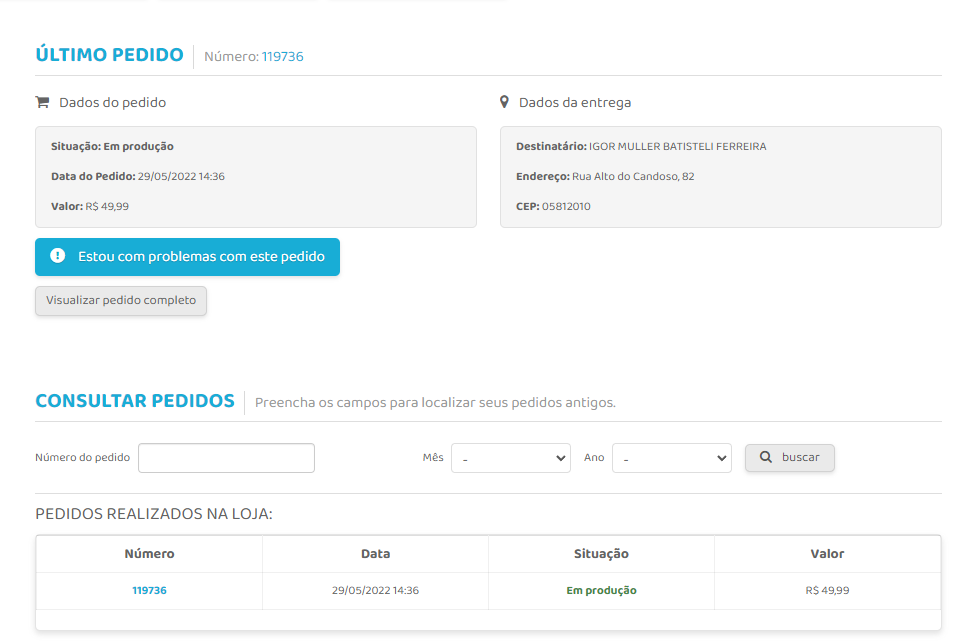 ÚLTIMO PEDIDO Número: 119736
Dados do pedido
Situação: Em produção
Data do Pedido: 29/05/2022 14:36
Valor: R$ 49,99
Dados da entrega
Destinatário: IGOR MULLER BATISTELI FERREIRA
Endereço: Rua Alto do Candoso, 82
CEP: 05812010
Estou com problemas com este pedido
Visualizar pedido completo
CONSULTAR PEDIDOS Preencha os campos para localizar seus pedidos antigos.
Número do pedido Mês - Ano - buscar
PEDIDOS REALIZADOS NA LOJA:
Número Data Situação Valor
119736 29/05/2022 14:36 Em produção R$ 49,99